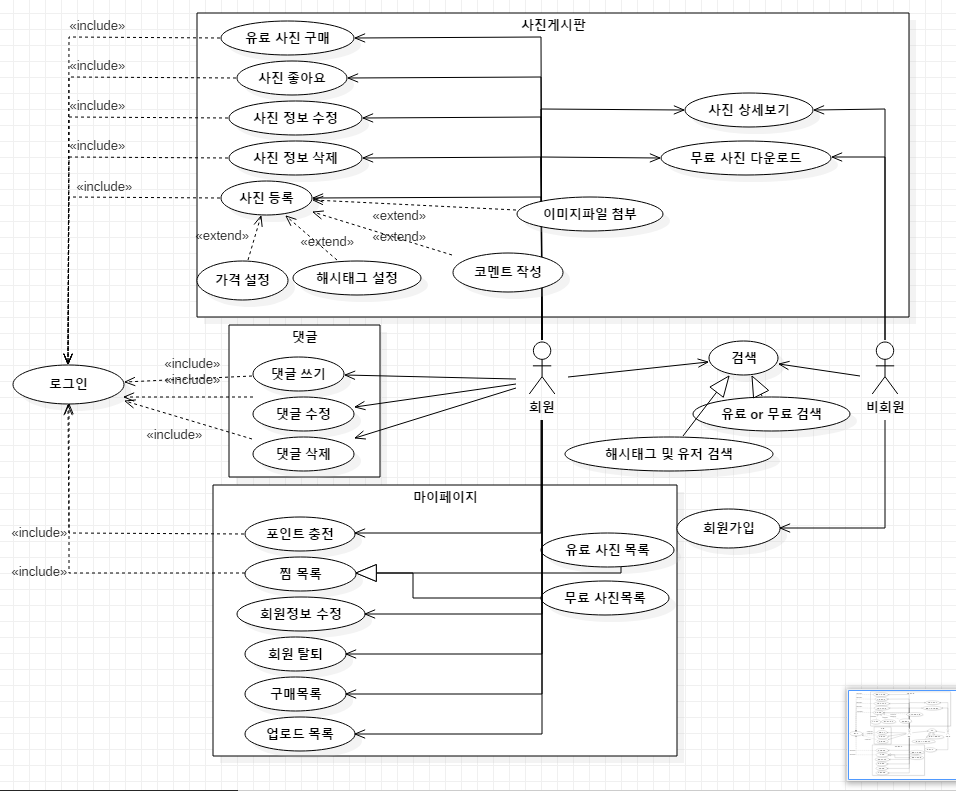 사진게시판
«include»
유료 사진 구매
«include»
사진 좋아요
«include»
사진 정보 수정
사진 상세보기
«include»
사진 정보 삭제
무료 사진 다운로드
«include»
사진 등록
이미지파일 첨부
«extend»
«extend»
«extend»
«extend»
가격 설정
해시태그 설정
코멘트 작성
댓글
«include»
댓글 쓰기
«include»
로그인
댓글 수정
«include»
댓글 삭제
회원
검색
비회원
유료 or 무료 검색
해시태그 및 유저 검색
마이페이지
«include»
포인트 충전
회원가입
유료 사진 목록
«include»
찜 목록
무료 사진목록
회원정보 수정
회원 탈퇴
구매목록
업로드 목록